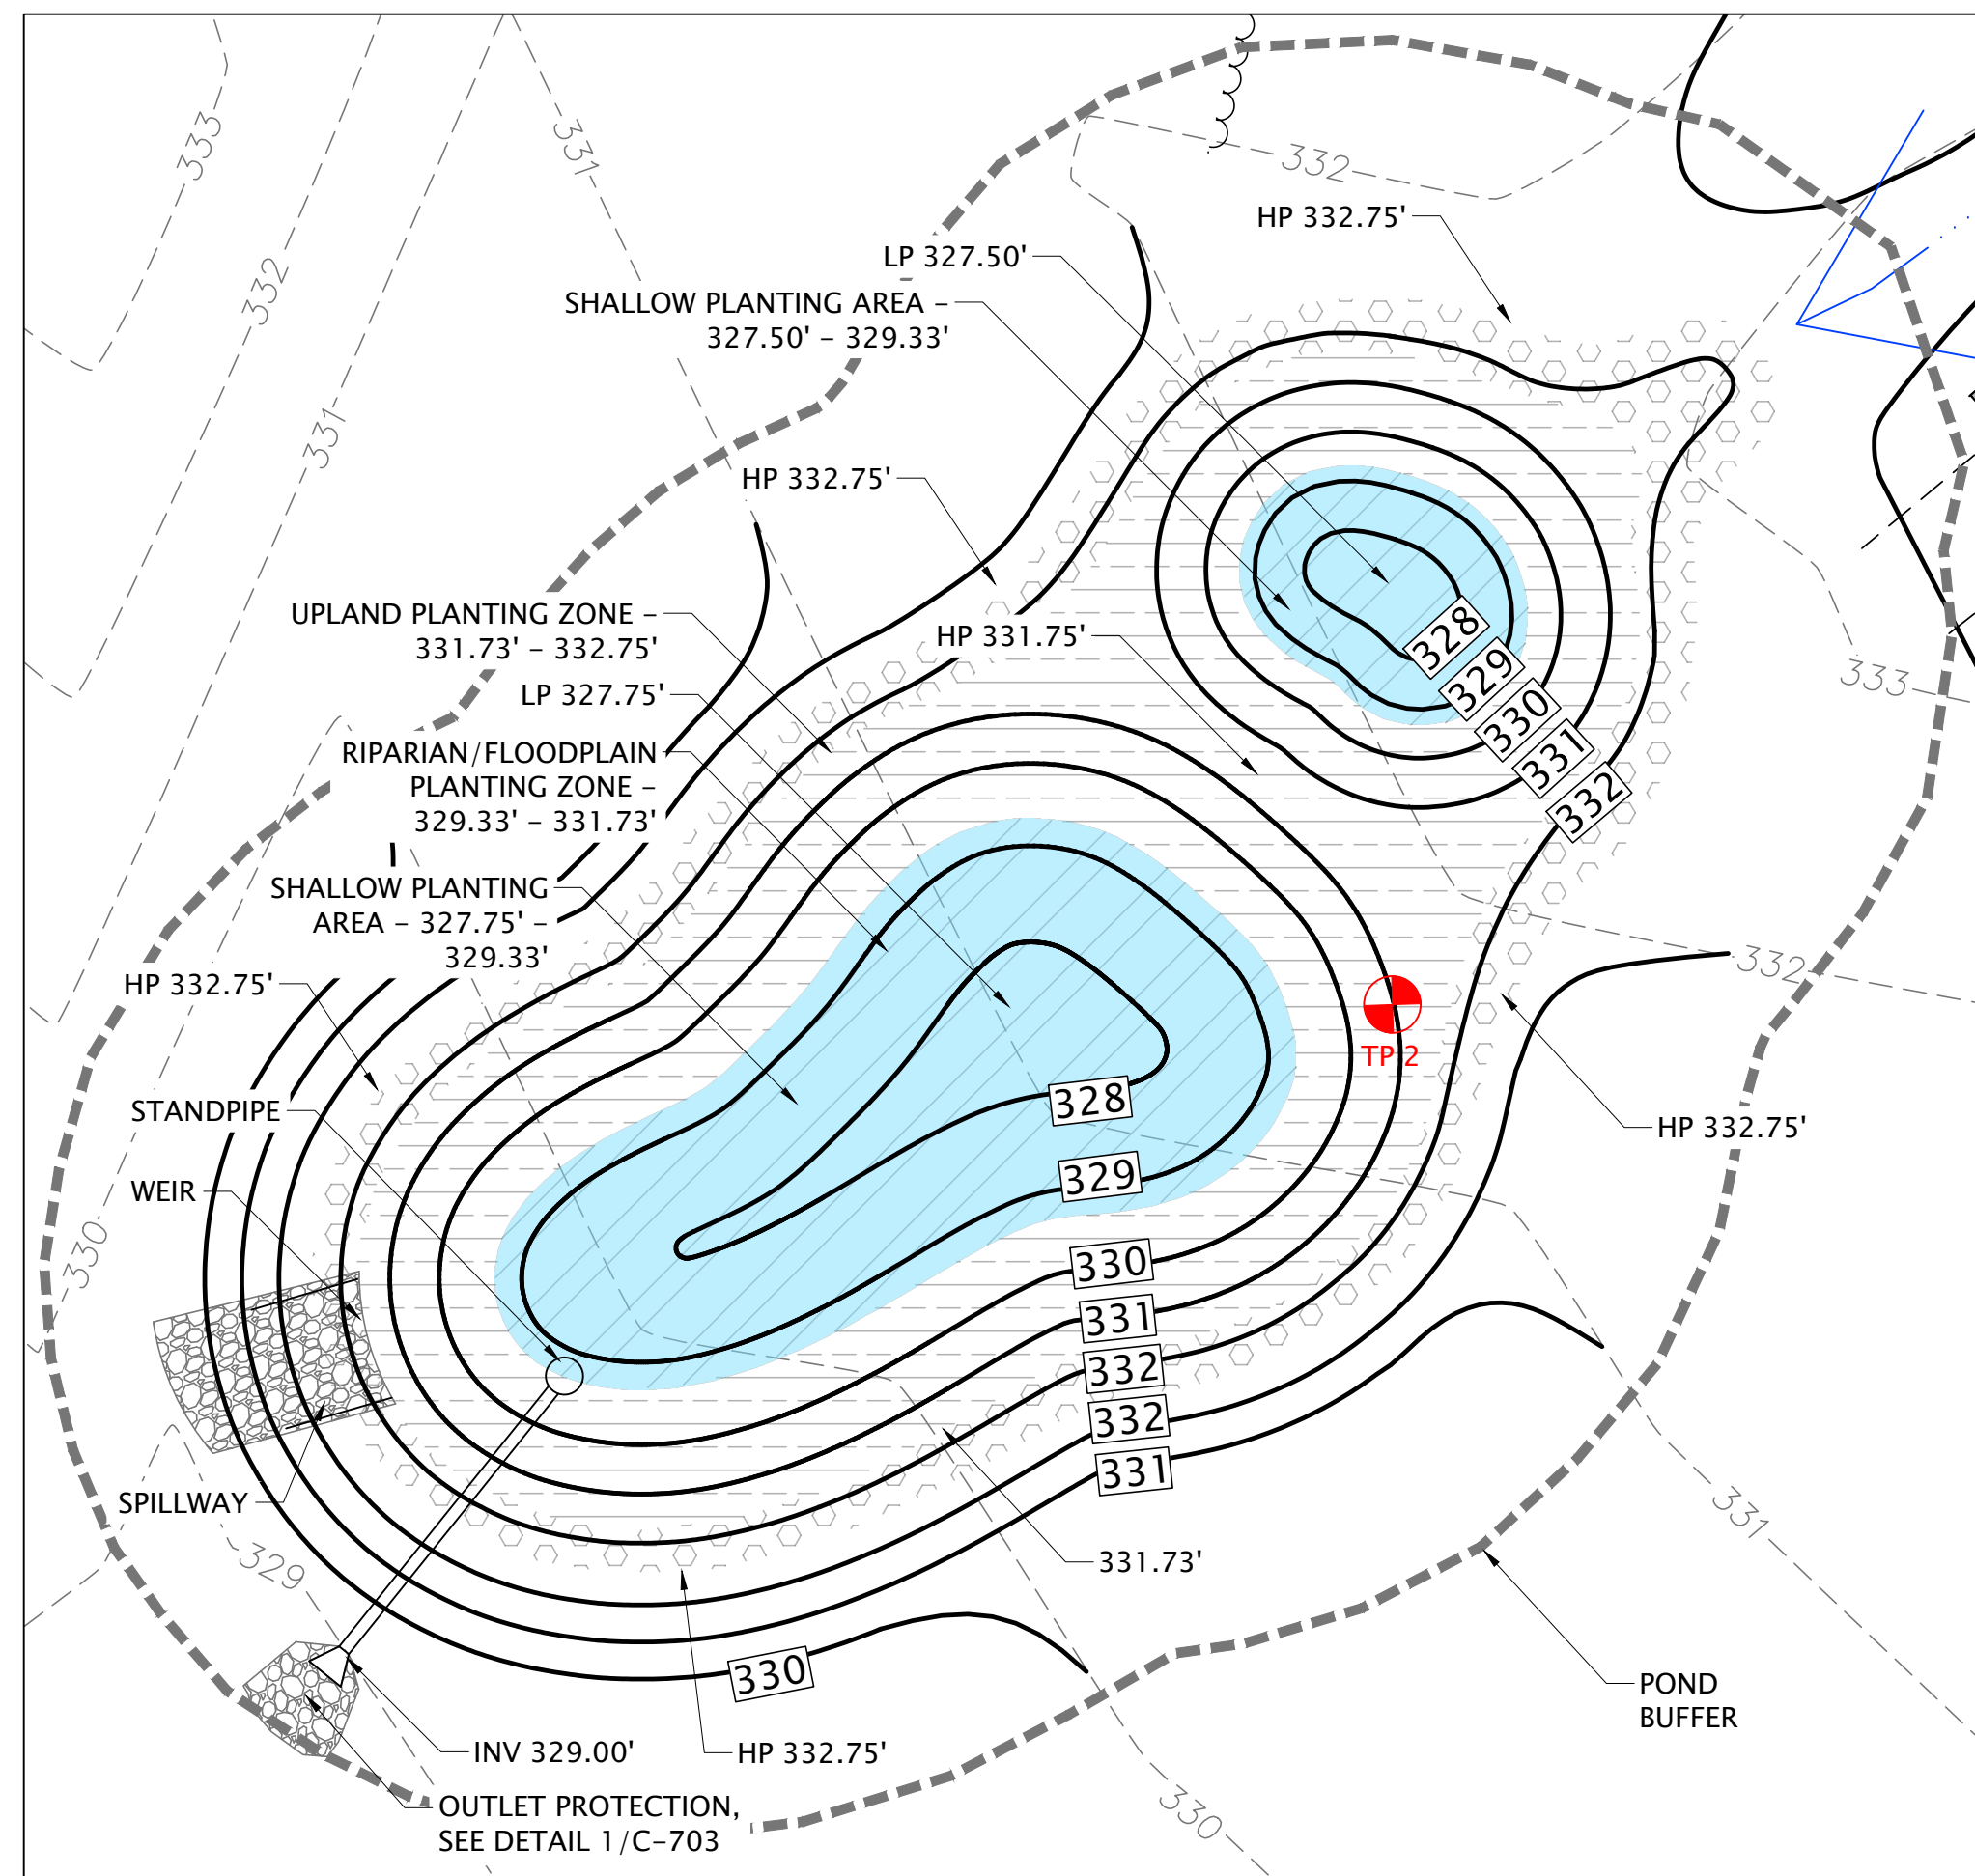 333
331
332
332
HP 332.75'
LP 327.50'
SHALLOW PLANTING AREA –
327.50' – 329.33'
331
HP 332.75'
UPLAND PLANTING ZONE –
331.73' – 332.75'
HP 331.75'
328
329
330
331
332
333
LP 327.75'
RIPARIAN/FLOODPLAIN
PLANTING ZONE –
329.33' – 331.73'
SHALLOW PLANTING
AREA – 327.75' –
329.33'
HP 332.75'
332
TP-2
STANDPIPE
328
HP 332.75'
WEIR
329
330
330
331
332
332
331
SPILLWAY
329
331.73'
331
330
POND
BUFFER
INV 329.00'
HP 332.75'
OUTLET PROTECTION,
SEE DETAIL 1/C–703
330